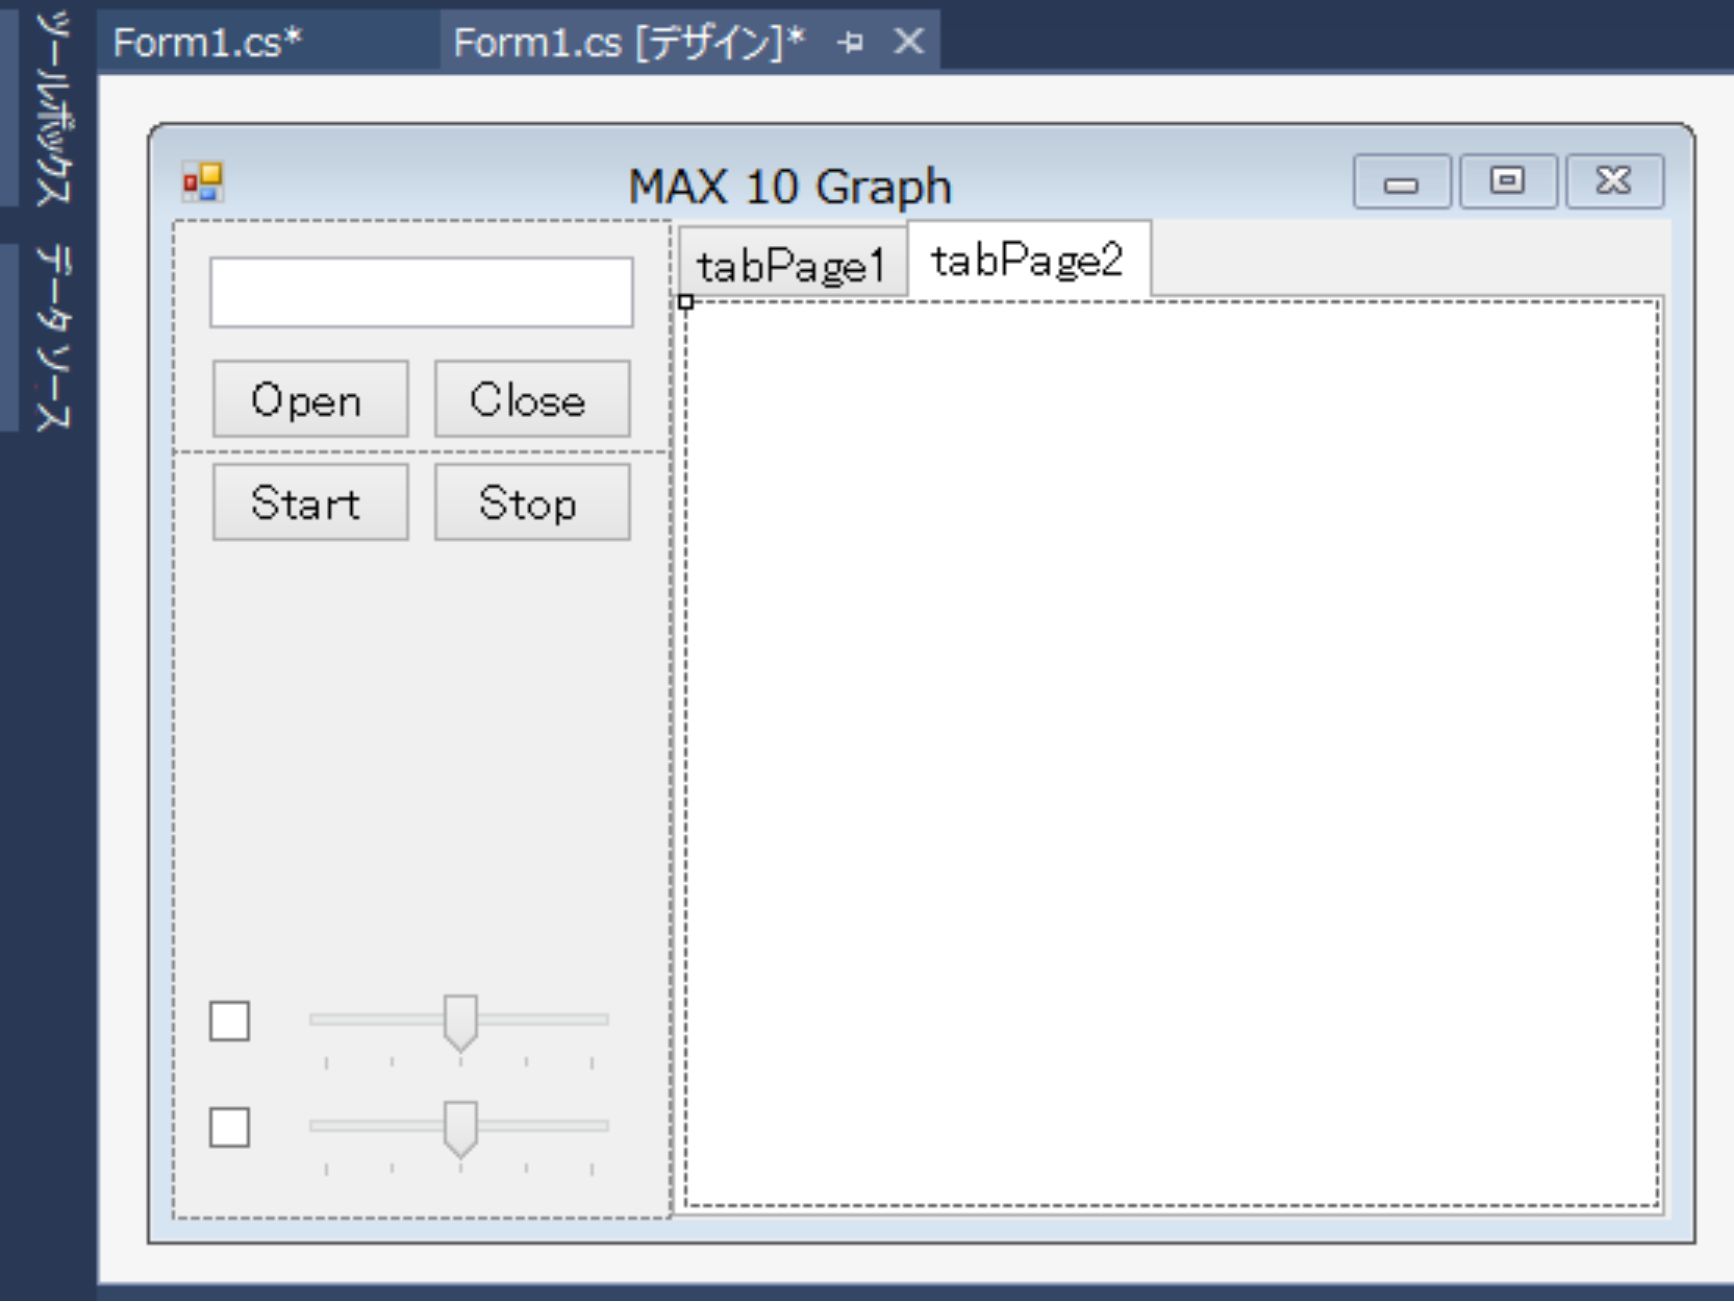 ツールボックス
データ ソース
Form1.cs*
Form1.cs [デザイン]*
MAX 10 Graph
tabPage1
tabPage2
Open
Close
Start
Stop